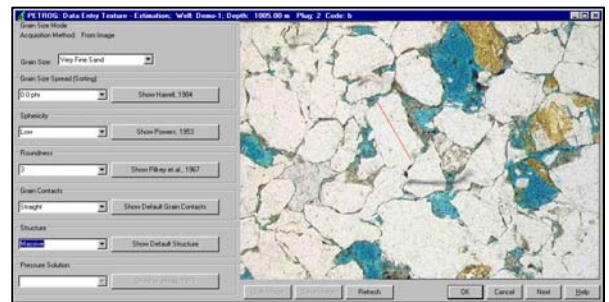 PETROG: Data Entry Texture - Estimation; Well: Demo-1; Depth: 1005.00 m Plug: 2 Code: b
Grain Size Mode
Acquisition Method: From Image
Grain Size: Very Fine Sand
Grain Size Spread (Sorting)
0.0 phi Show Harrell, 1984
Sphericity
Low Show Powers, 1953
Roundness
3 Show Pilkey et al., 1967
Grain Contacts
Straight Show Default Grain Contacts
Structure
Massive Show Default Structure
Pressure Solution
Refresh OK Cancel Next Help